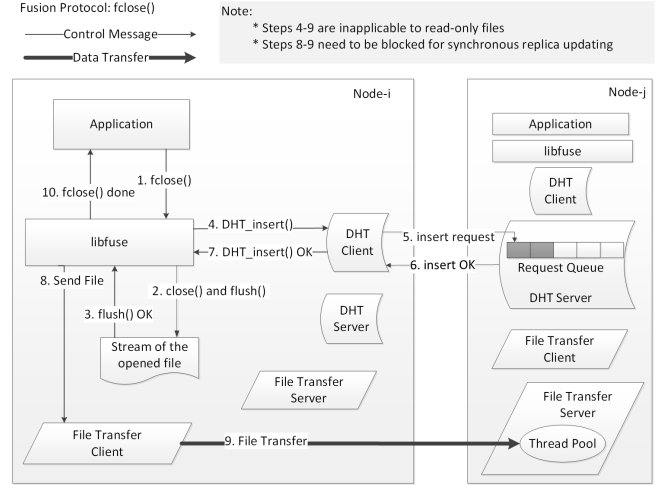 Fusion Protocol: fclose()
Control Message
Data Transfer
Note:
* Steps 4-9 are inapplicable to read-only files
* Steps 8-9 need to be blocked for synchronous replica updating
Node-i
Application
1. fclose()
10. fclose() done
libfuse
4. DHT_insert()
7. DHT_insert() OK
DHT
Client
5. insert request
6. insert OK
8. Send File
2. close() and flush()
3. flush() OK
Stream of the
opened file
DHT
Server
File Transfer
Server
File Transfer
Client
9. File Transfer
Node-j
Application
libfuse
DHT
Client
Request Queue
DHT Server
File Transfer
Client
File Transfer
Server
Thread Pool